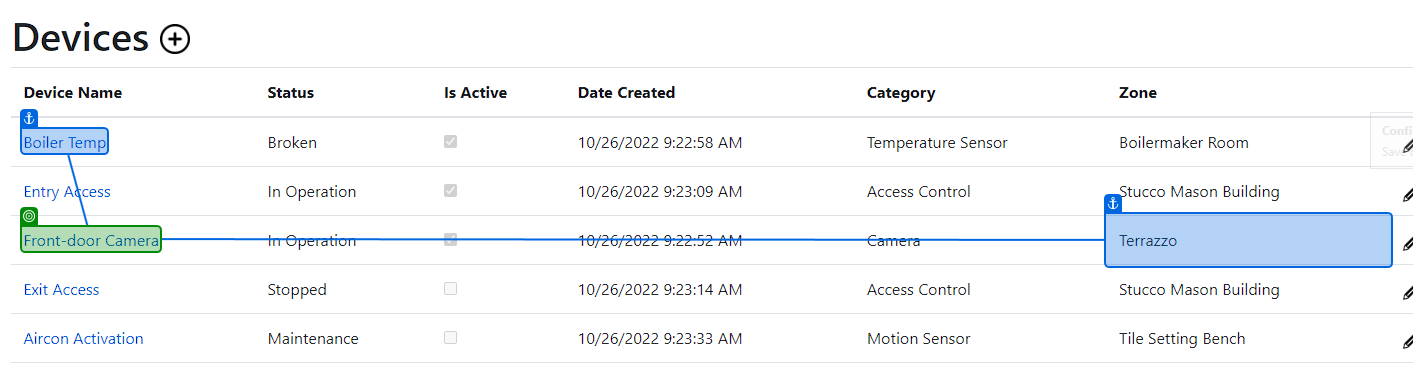 Devices
Device Name Status Is Active Date Created Category Zone
Boiler Temp Broken 10/26/2022 9:22:58 AM Temperature Sensor Boilermaker Room
Entry Access In Operation 10/26/2022 9:23:09 AM Access Control Stucco Mason Building
Front-door Camera In Operation 10/26/2022 9:22:52 AM Camera Terrazzo
Exit Access Stopped 10/26/2022 9:23:14 AM Access Control Stucco Mason Building
Aircon Activation Maintenance 10/26/2022 9:23:33 AM Motion Sensor Tile Setting Bench